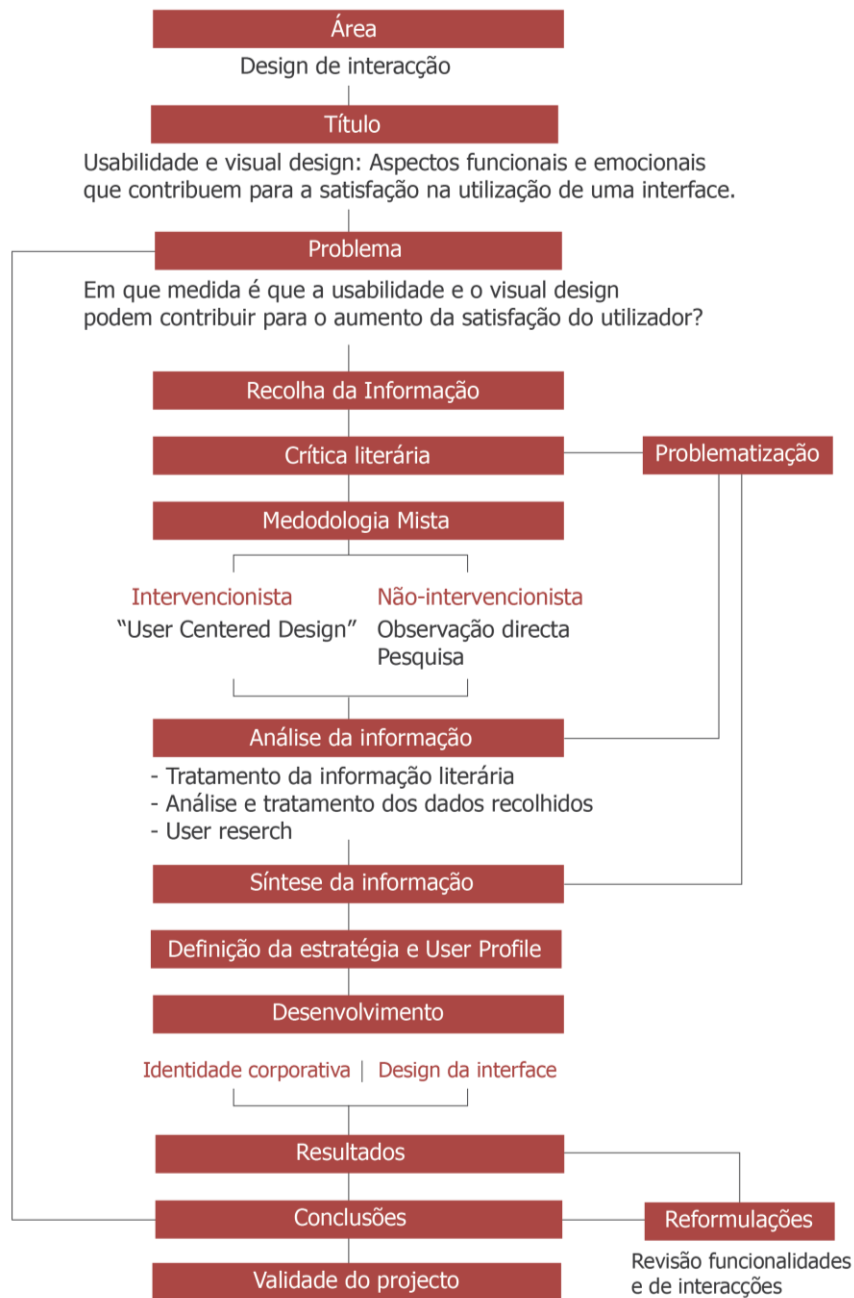 Área
Design de interacção
Título
Usabilidade e visual design: Aspectos funcionais e emocionais
que contribuem para a satisfação na utilização de uma interface.
Problema
Em que medida é que a usabilidade e o visual design
podem contribuir para o aumento da satisfação do utilizador?
Recolha da Informação
Crítica literária
Problematização
Medodologia Mista
Intervencionista
“User Centered Design”
Não-intervencionista
Observação directa
Pesquisa
Análise da informação
- Tratamento da informação literária
- Análise e tratamento dos dados recolhidos
- User reserch
Síntese da informação
Definição da estratégia e User Profile
Desenvolvimento
Identidade corporativa | Design da interface
Resultados
Conclusões
Reformulações
Revisão funcionalidades
e de interacções
Validade do projecto